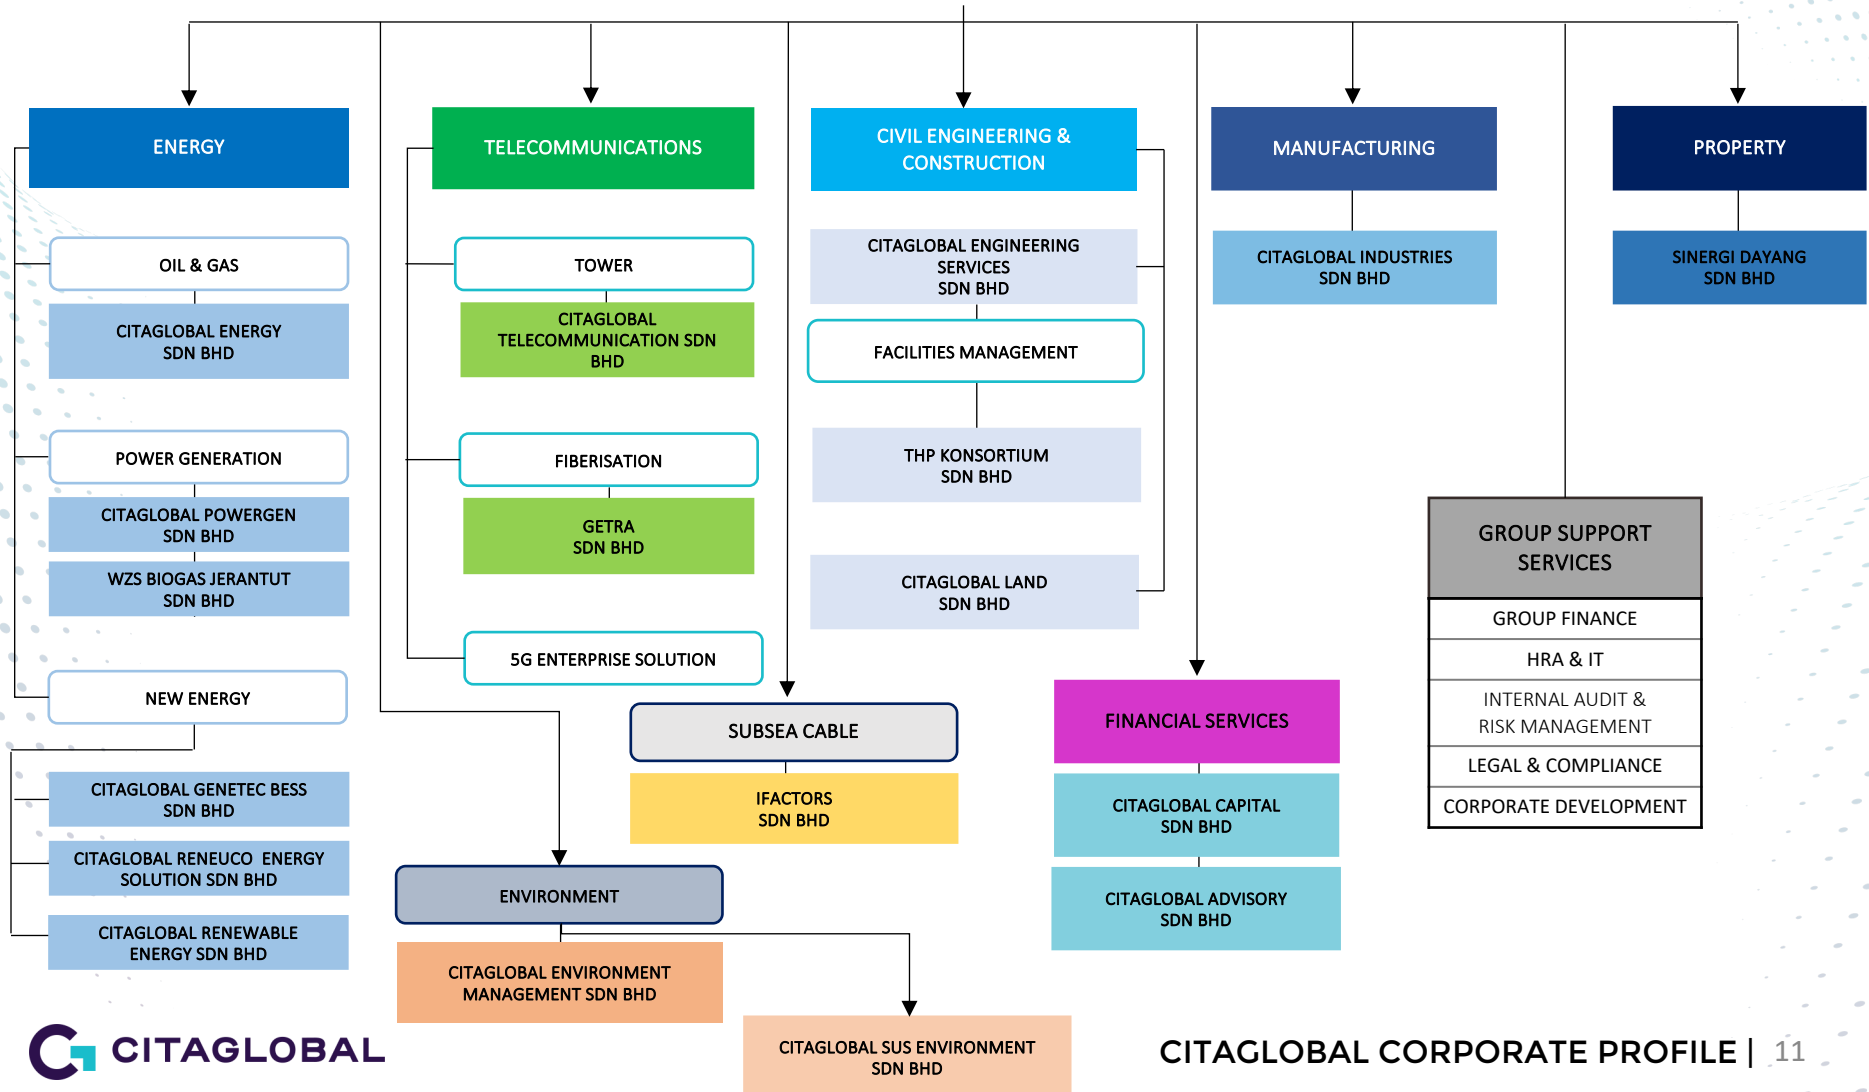 ENERGY
OIL & GAS
CITAGLOBAL ENERGY
SDN BHD
POWER GENERATION
CITAGLOBAL POWERGEN
SDN BHD
WZS BIOGAS JERANTUT
SDN BHD
NEW ENERGY
CITAGLOBAL GENETEC BESS
SDN BHD
CITAGLOBAL RENEUCO ENERGY
SOLUTION SDN BHD
CITAGLOBAL RENEWABLE
ENERGY SDN BHD
TELECOMMUNICATIONS
TOWER
CITAGLOBAL
TELECOMMUNICATION SDN
BHD
FIBERISATION
GETRA
SDN BHD
5G ENTERPRISE SOLUTION
ENVIRONMENT
CITAGLOBAL ENVIRONMENT
MANAGEMENT SDN BHD
CITAGLOBAL SUS ENVIRONMENT
SDN BHD
SUBSEA CABLE
IFACTORS
SDN BHD
CIVIL ENGINEERING &
CONSTRUCTION
CITAGLOBAL ENGINEERING
SERVICES
SDN BHD
FACILITIES MANAGEMENT
THP KONSORTIUM
SDN BHD
CITAGLOBAL LAND
SDN BHD
FINANCIAL SERVICES
CITAGLOBAL CAPITAL
SDN BHD
CITAGLOBAL ADVISORY
SDN BHD
MANUFACTURING
CITAGLOBAL INDUSTRIES
SDN BHD
PROPERTY
SINERGI DAYANG
SDN BHD
GROUP SUPPORT
SERVICES
GROUP FINANCE
HRA & IT
INTERNAL AUDIT &
RISK MANAGEMENT
LEGAL & COMPLIANCE
CORPORATE DEVELOPMENT
CITAGLOBAL
CITAGLOBAL CORPORATE PROFILE | 11